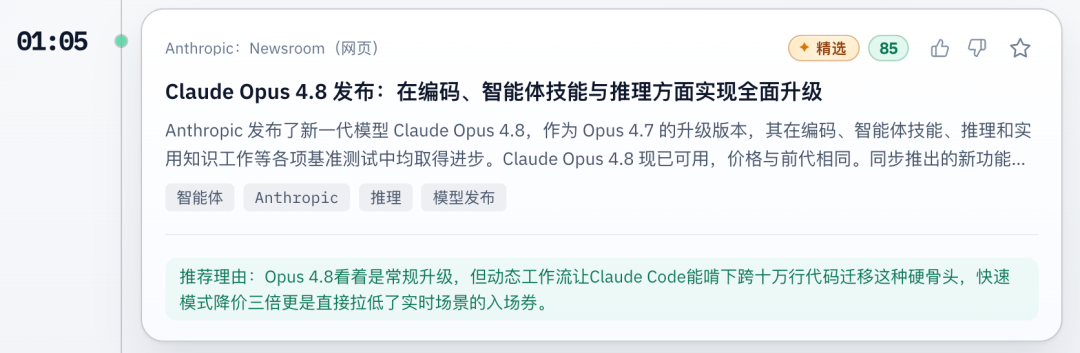 01:05
Anthropic：Newsroom（网页）
精选
85
Claude Opus 4.8 发布：在编码、智能体技能与推理方面实现全面升级
Anthropic 发布了新一代模型 Claude Opus 4.8，作为 Opus 4.7 的升级版本，其在编码、智能体技能、推理和实
用知识工作等各项基准测试中均取得进步。Claude Opus 4.8 现已可用，价格与前代相同。同步推出的新功能...
智能体
Anthropic
推理
模型发布
推荐理由：Opus 4.8看着是常规升级，但动态工作流让Claude Code能啃下跨十万行代码迁移这种硬骨头，快速
模式降价三倍更是直接拉低了实时场景的入场券。